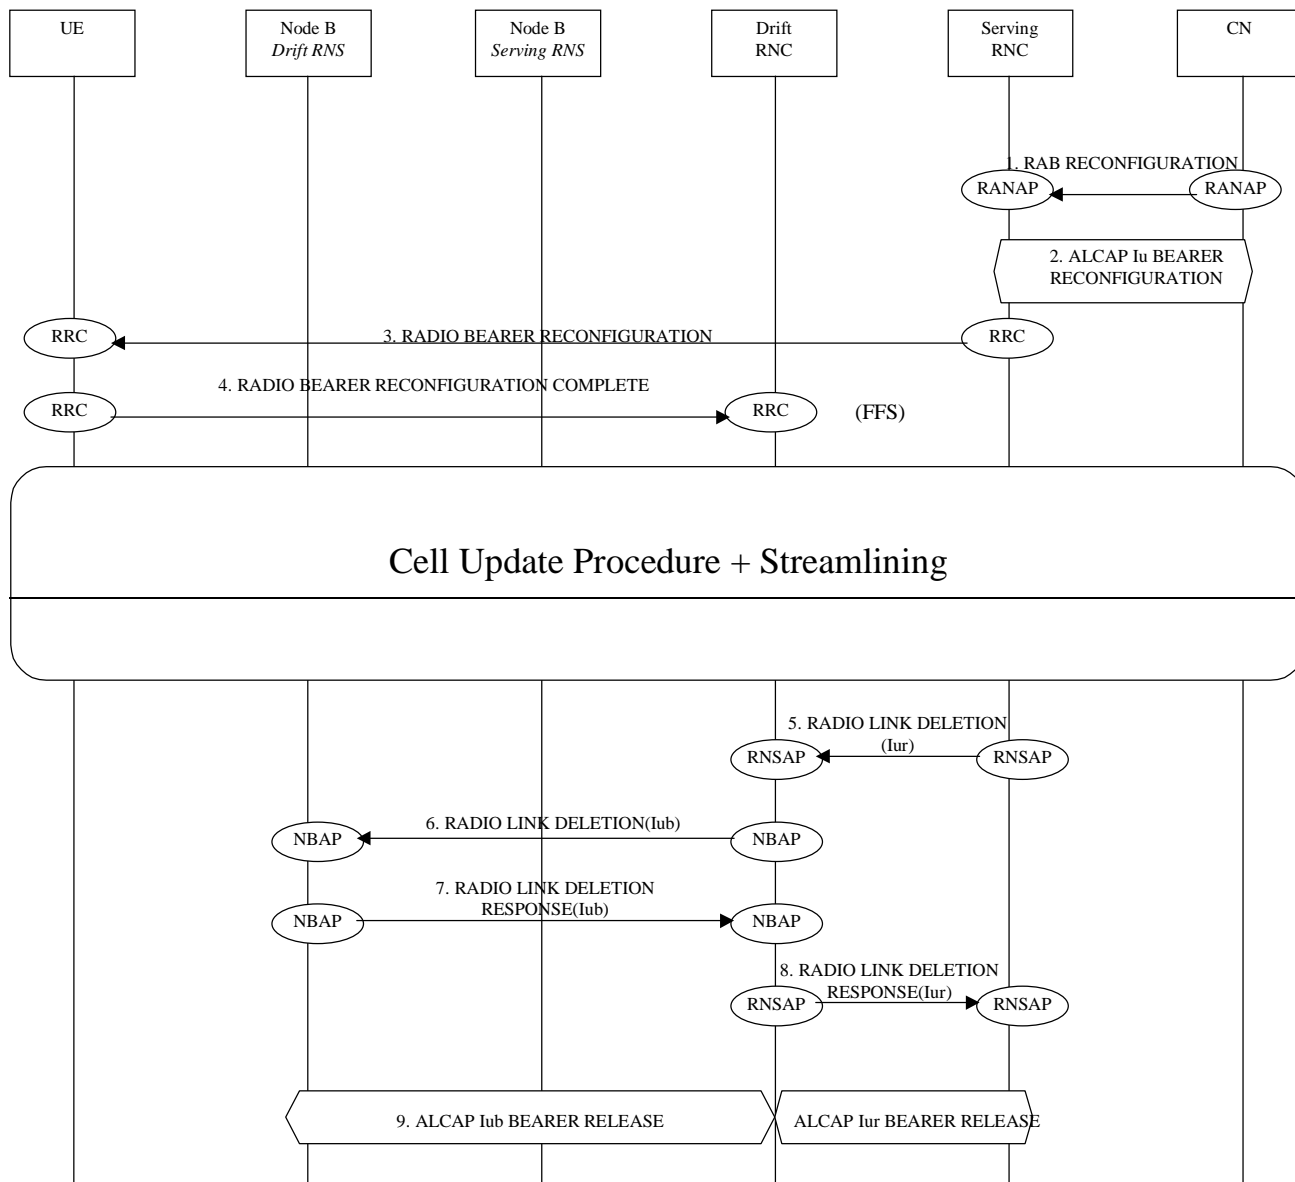 UE
Node B
Drift RNS
Node B
Serving RNS
Drift
RNC
Serving
RNC
CN
1. RAB RECONFIGURATION
RANAP
RANAP
2. ALCAP Iu BEARER
RECONFIGURATION
RRC
3. RADIO BEARER RECONFIGURATION
RRC
4. RADIO BEARER RECONFIGURATION COMPLETE
RRC
RRC
(FFS)
Cell Update Procedure + Streamlining
5. RADIO LINK DELETION
(Iur)
RNSAP
RNSAP
6. RADIO LINK DELETION(Iub)
NBAP
NBAP
7. RADIO LINK DELETION
RESPONSE(Iub)
NBAP
NBAP
8. RADIO LINK DELETION
RESPONSE(Iur)
RNSAP
RNSAP
9. ALCAP Iub BEARER RELEASE
ALCAP Iur BEARER RELEASE